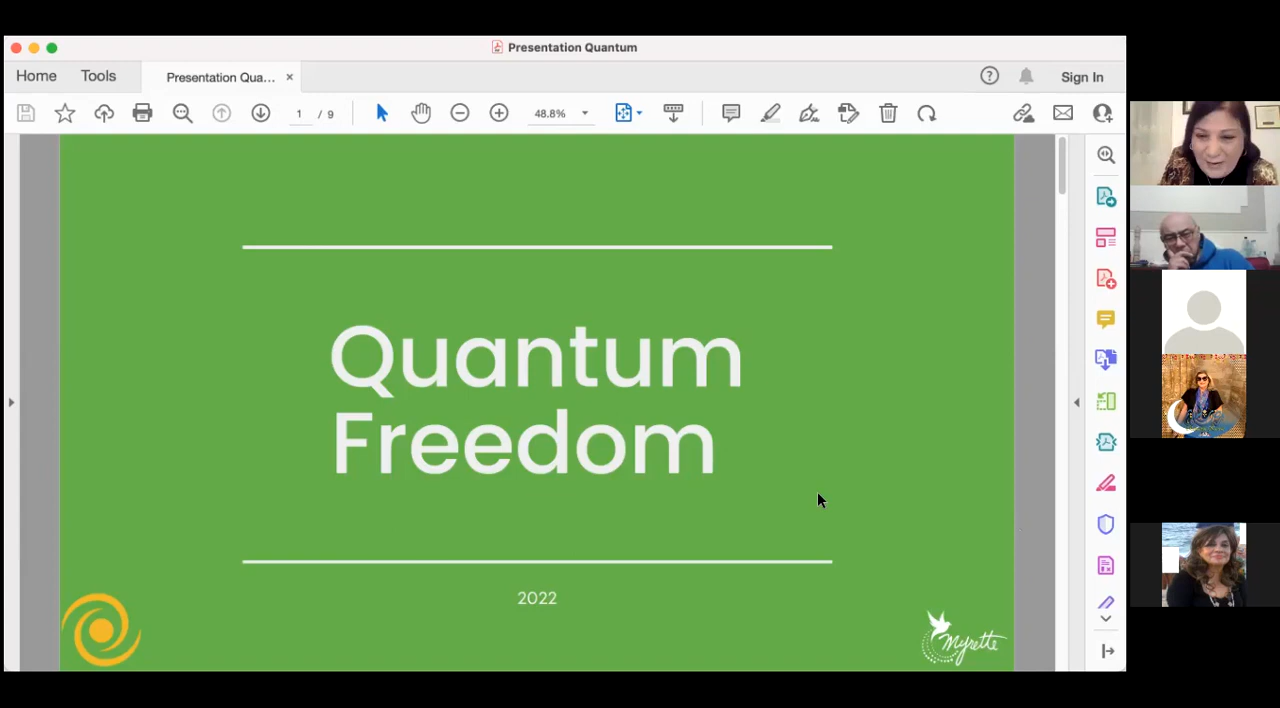 Presentation Quantum
Home
Tools
Presentation Qua...
Sign In
1 / 9
48.8%
Quantum
Freedom
2022
Myrette